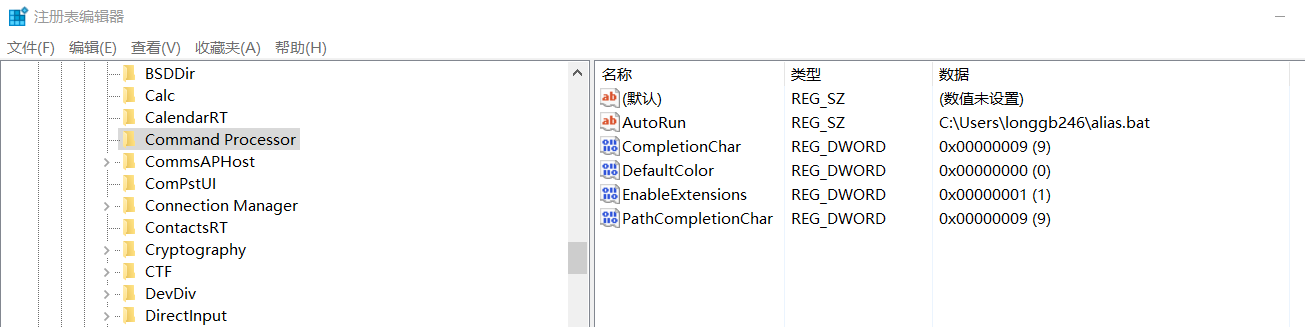 注册表编辑器
文件(F) 编辑(E) 查看(V) 收藏夹(A) 帮助(H)
BSDDir
Calc
CalendarRT
Command Processor
CommsAPHost
ComPstUI
Connection Manager
ContactsRT
Cryptography
CTF
DevDiv
DirectInput
名称 类型 数据
(默认) REG_SZ (数值未设置)
AutoRun REG_SZ C:\Users\longgb246\alias.bat
CompletionChar REG_DWORD 0x00000009 (9)
DefaultColor REG_DWORD 0x00000000 (0)
EnableExtensions REG_DWORD 0x00000001 (1)
PathCompletionChar REG_DWORD 0x00000009 (9)